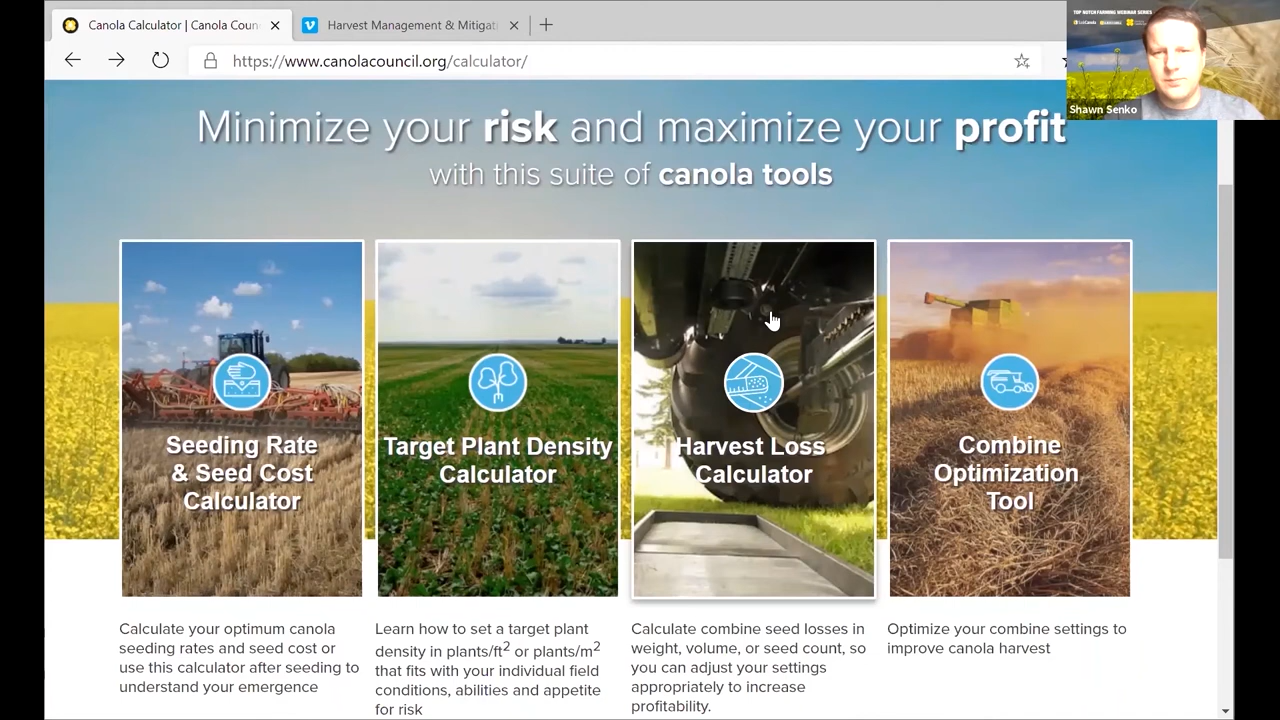 Canola Calculator | Canola Coun
Harvest Management & Mitigati
https://www.canolacouncil.org/calculator/
TOP NOTCH FARMING WEBINAR SERIES
Shawn Senko
Minimize your risk and maximize your profit
with this suite of canola tools
Seeding Rate
& Seed Cost
Calculator
Target Plant Density
Calculator
Harvest Loss
Calculator
Combine
Optimization
Tool
Calculate your optimum canola
seeding rates and seed cost or
use this calculator after seeding to
understand your emergence
Learn how to set a target plant
density in plants/ft² or plants/m²
that fits with your individual field
conditions, abilities and appetite
for risk
Calculate combine seed losses in
weight, volume, or seed count, so
you can adjust your settings
appropriately to increase
profitability.
Optimize your combine settings to
improve canola harvest